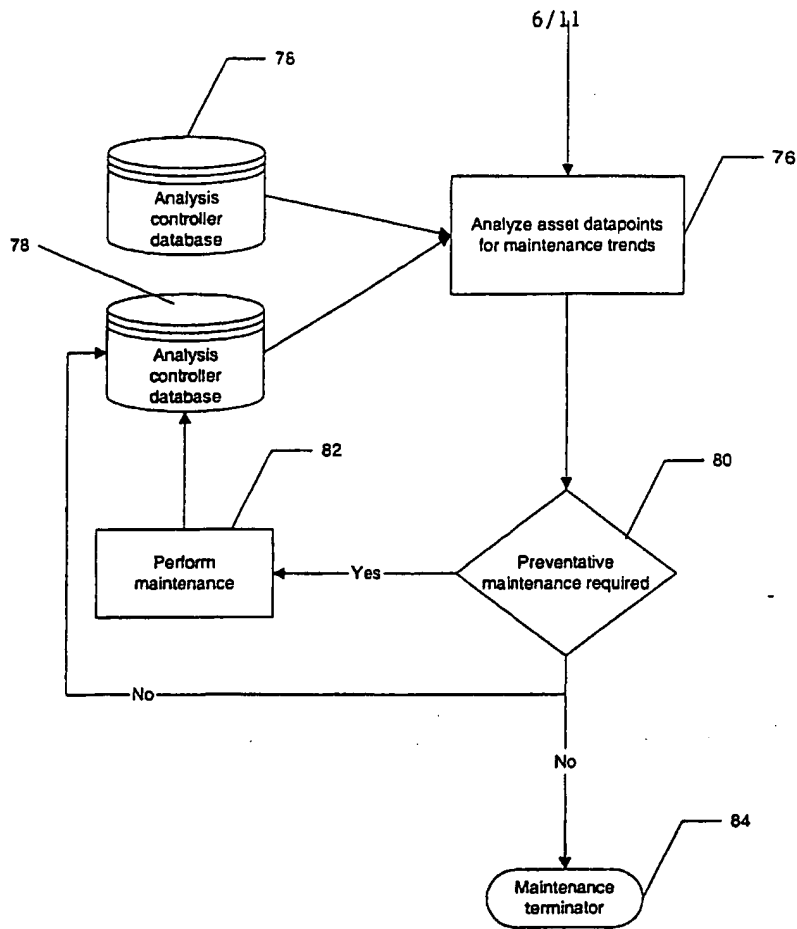 6/11
78
76
Analysis
controller
database
Analyze asset datapoints
for maintenance trends
78
Analysis
controller
database
82
80
Perform
maintenance
Yes
Preventative
maintenance required
No
No
84
Maintenance
terminator